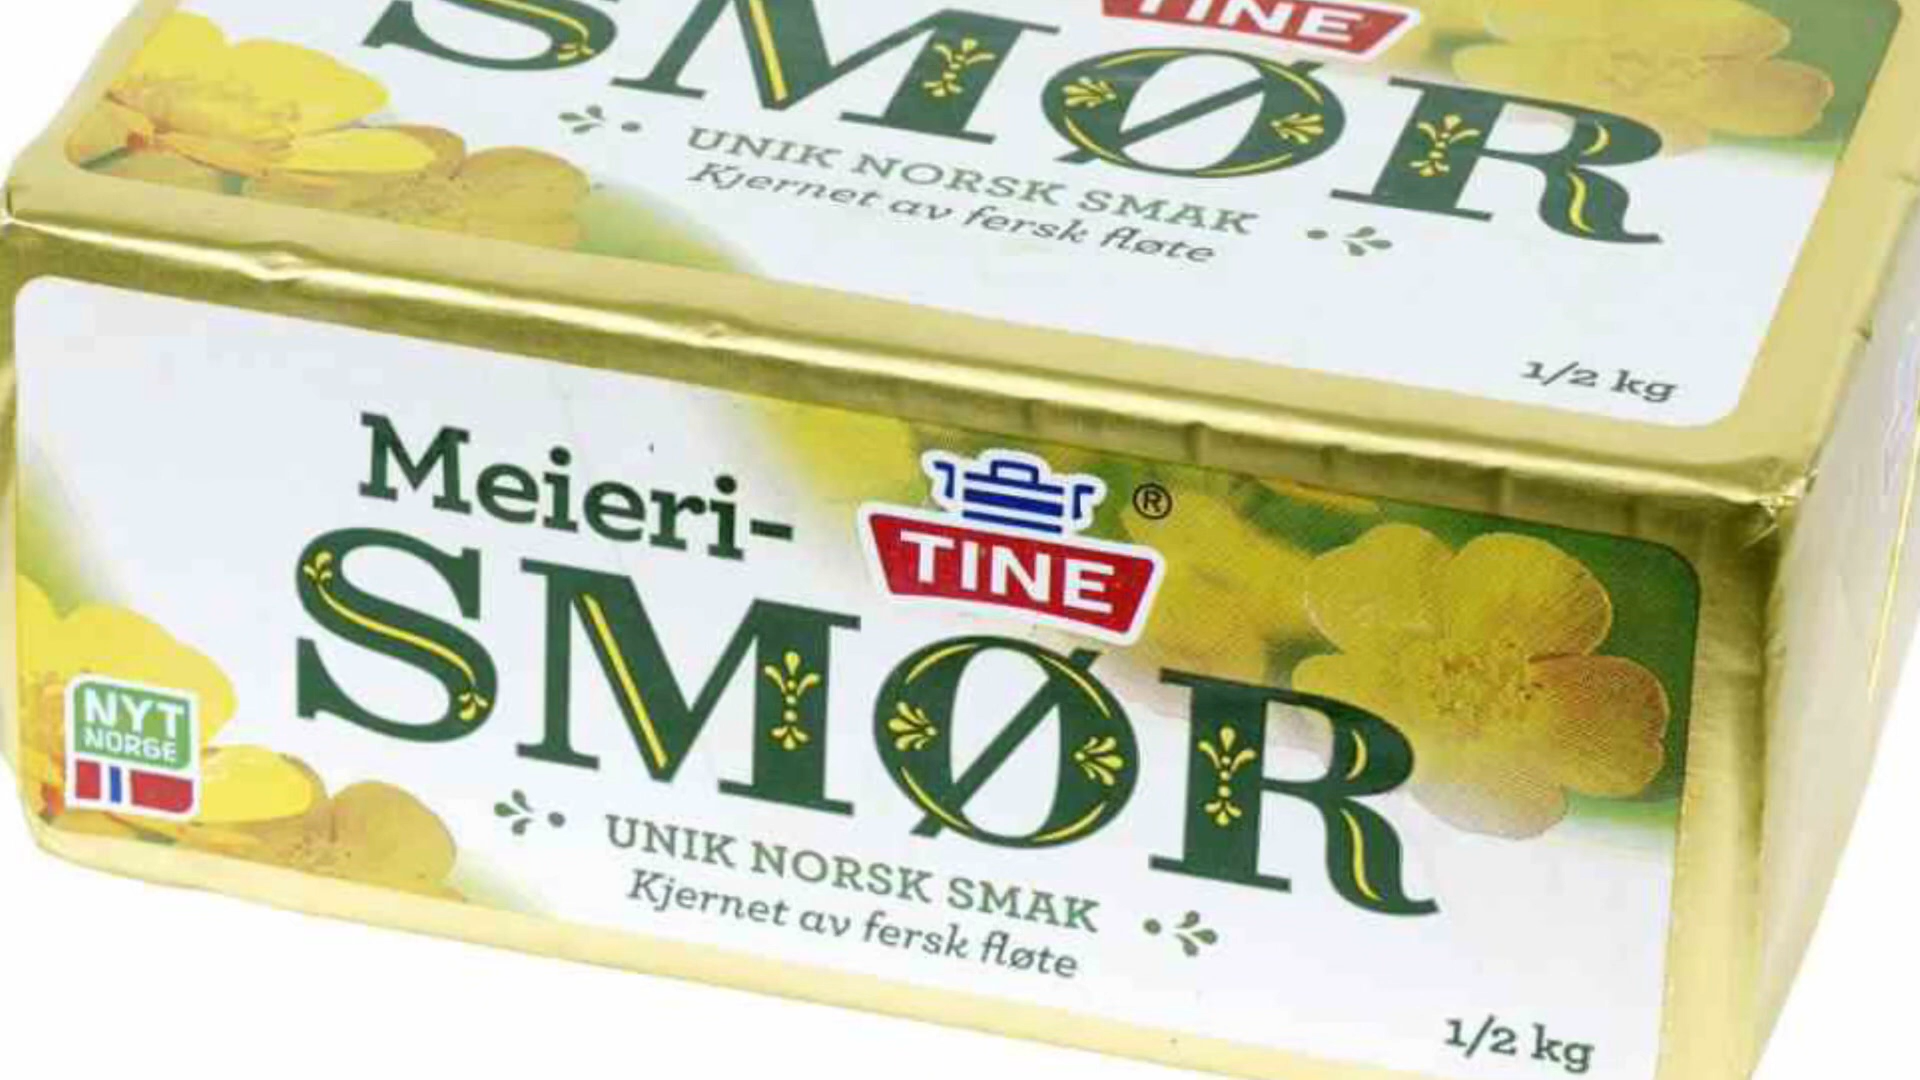 TINE
SMØR
UNIK NORSK SMAK
Kjernet av fersk fløte
1/2 kg
Meieri-
TINE ®
SMØR
NYT
NORGE
UNIK NORSK SMAK
Kjernet av fersk fløte
1/2 kg